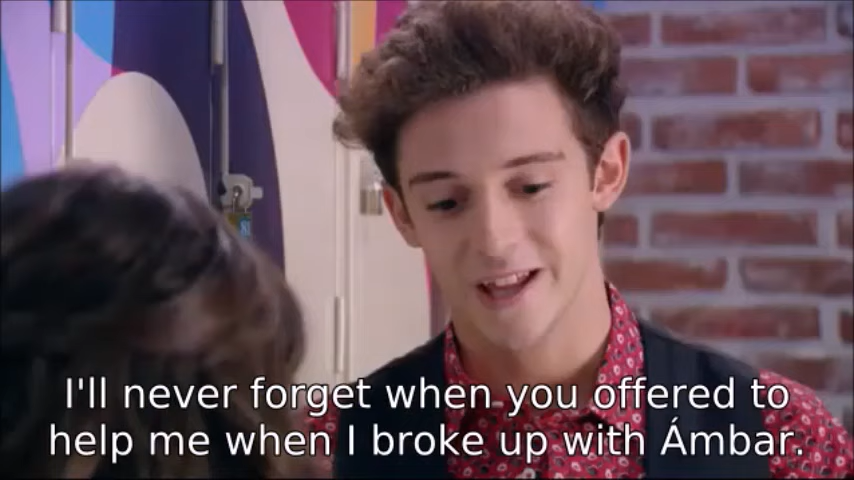 I'll never forget when you offered to
help me when I broke up with Ámbar.